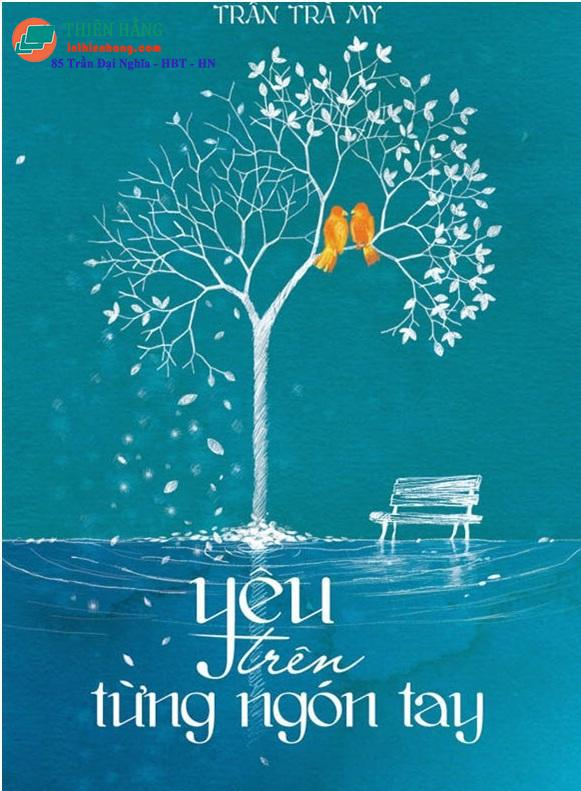 TRẦN TRÀ MY
THIÊN HẰNG
inthienhang.com
85 Trần Đại Nghĩa - HBT - HN
yêu
trên
từng ngón tay